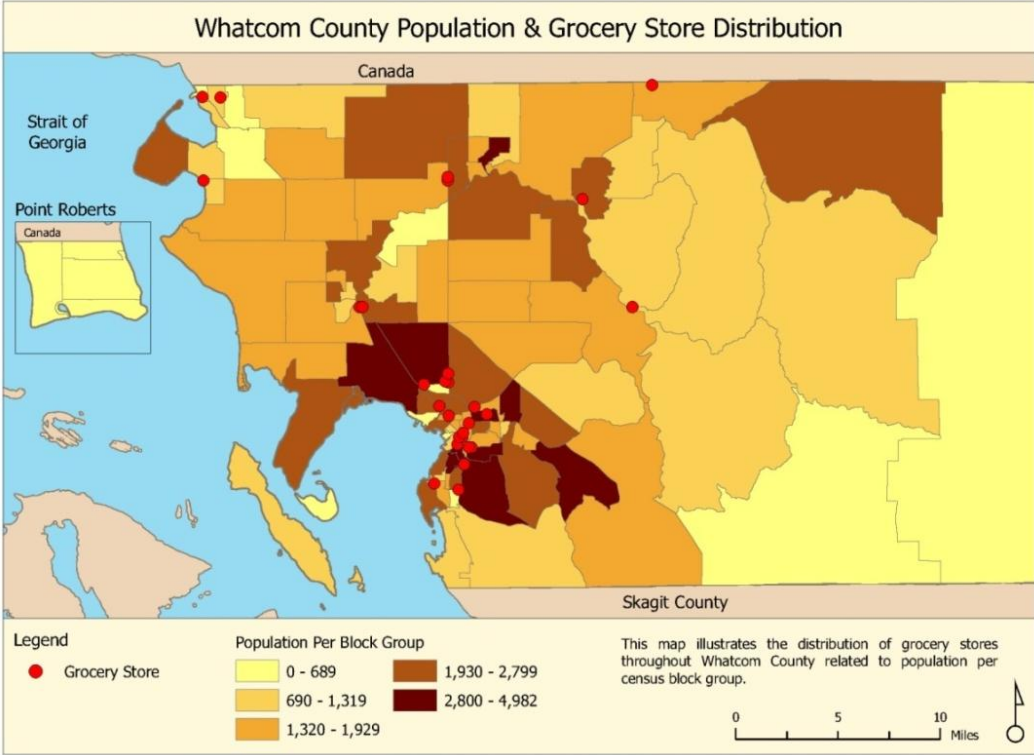 Whatcom County Population & Grocery Store Distribution
Canada
Strait of
Georgia
Point Roberts
Canada
Skagit County
Legend
Grocery Store
Population Per Block Group
0 - 689
690 - 1,319
1,320 - 1,929
1,930 - 2,799
2,800 - 4,982
This map illustrates the distribution of grocery stores
throughout Whatcom County related to population per
census block group.
0 5 10
Miles